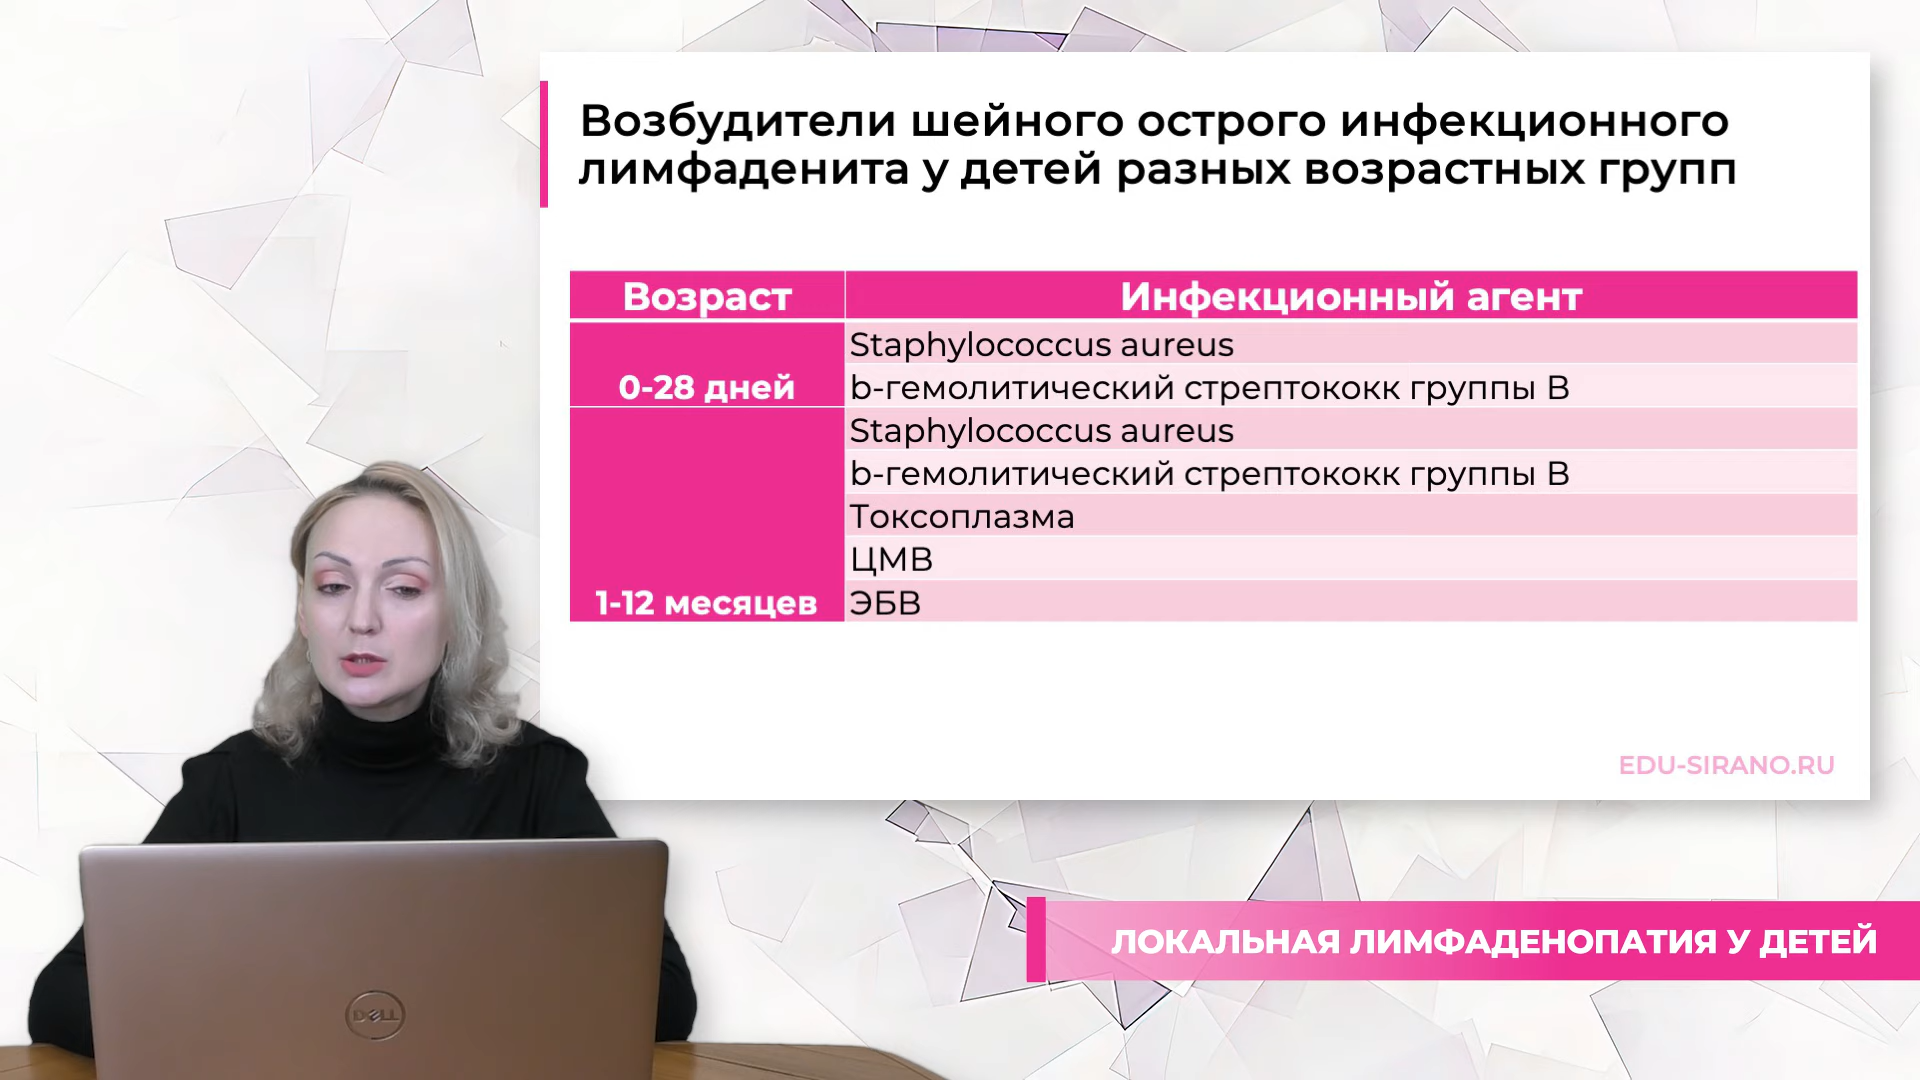 Возбудители шейного острого инфекционного
лимфаденита у детей разных возрастных групп
Возраст
Инфекционный агент
0-28 дней
Staphylococcus aureus
b-гемолитический стрептококк группы В
1-12 месяцев
Staphylococcus aureus
b-гемолитический стрептококк группы В
Токсоплазма
ЦМВ
ЭБВ
EDU-SIRANO.RU
ЛОКАЛЬНАЯ ЛИМФАДЕНОПАТИЯ У ДЕТЕЙ
DELL